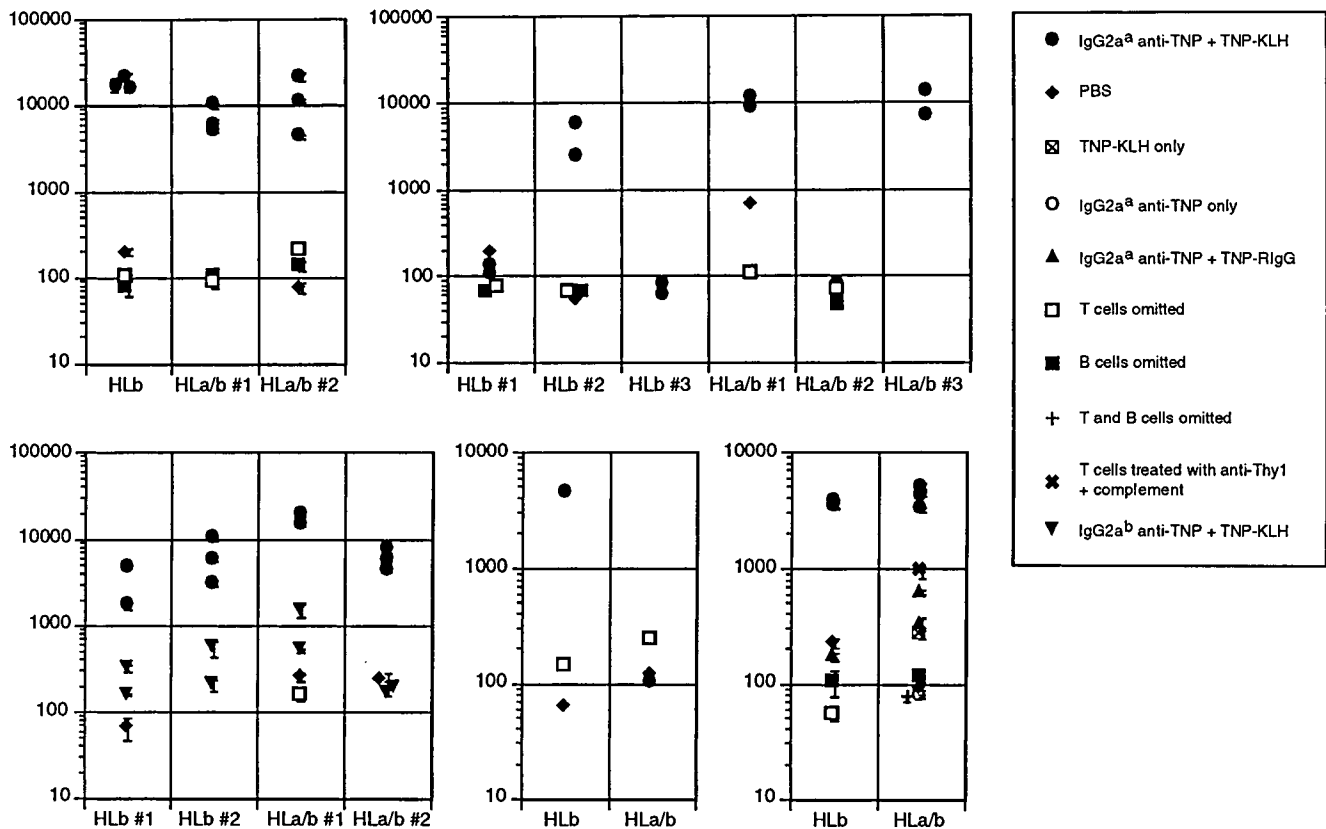 100000
10000
1000
100
10
HLb HLa/b #1 HLa/b #2
100000
10000
1000
100
10
HLb #1 HLb #2 HLb #3 HLa/b #1 HLa/b #2 HLa/b #3
IgG2aa anti-TNP + TNP-KLH
PBS
TNP-KLH only
IgG2aa anti-TNP only
IgG2aa anti-TNP + TNP-RIgG
T cells omitted
B cells omitted
T and B cells omitted
T cells treated with anti-Thy1
+ complement
IgG2ab anti-TNP + TNP-KLH
100000
10000
1000
100
10
HLb #1 HLb #2 HLa/b #1 HLa/b #2
10000
1000
100
10
HLb HLa/b
10000
1000
100
10
HLb HLa/b